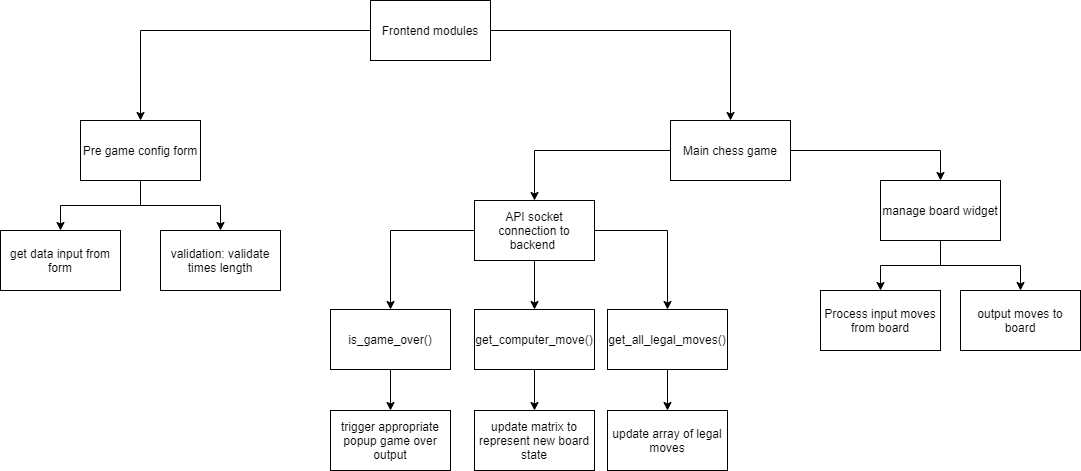 Frontend modules
Pre game config form
Main chess game
get data input from
form
validation: validate
times length
API socket
connection to
backend
manage board widget
is_game_over()
get_computer_move()
get_all_legal_moves()
Process input moves
from board
output moves to
board
trigger appropriate
popup game over
output
update matrix to
represent new board
state
update array of legal
moves